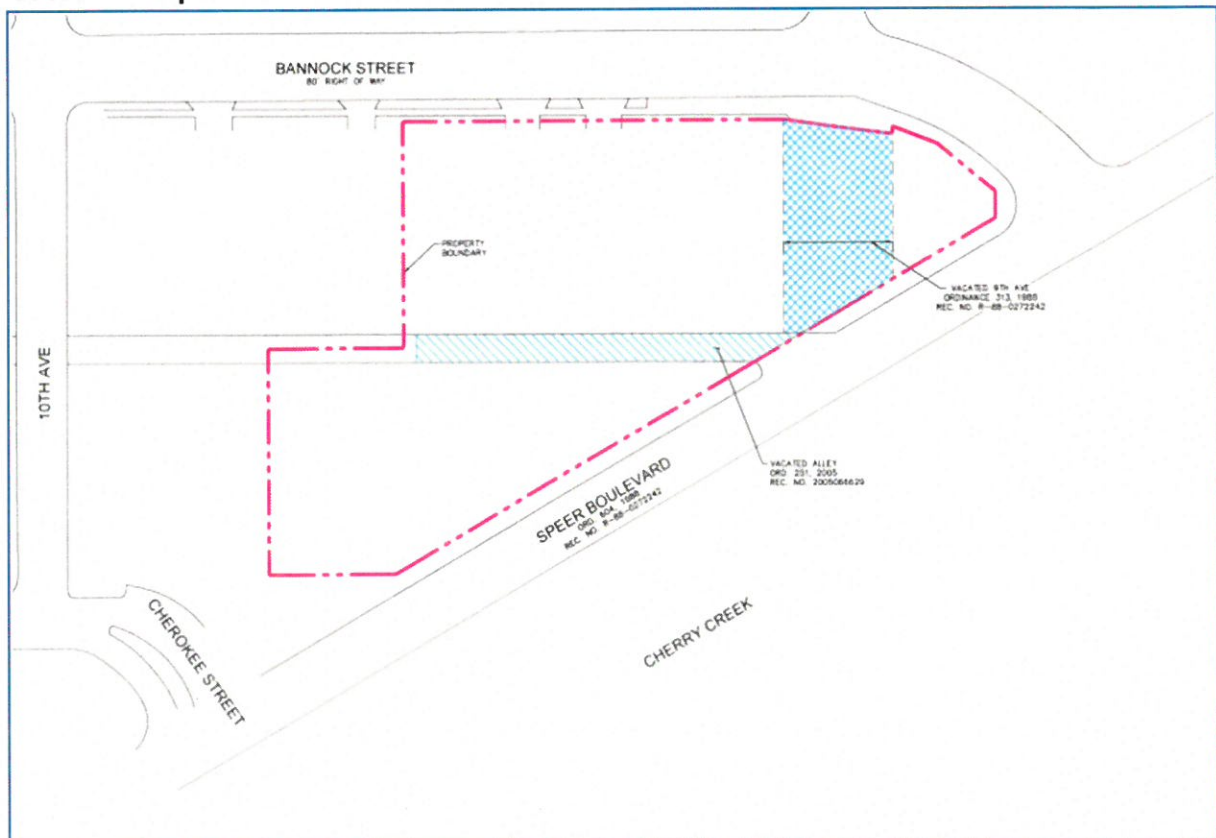 BANNOCK STREET
80' RIGHT OF WAY
PROPERTY
BOUNDARY
VACATED 9TH AVE
ORDINANCE 313, 1988
REC. NO. R-88-0272242
10TH AVE
VACATED ALLEY
ORD. 231, 2005
REC. NO. 2005066629
SPEER BOULEVARD
ORD. 604, 1988
REC. NO. R-88-0272242
CHEROKEE STREET
CHERRY CREEK